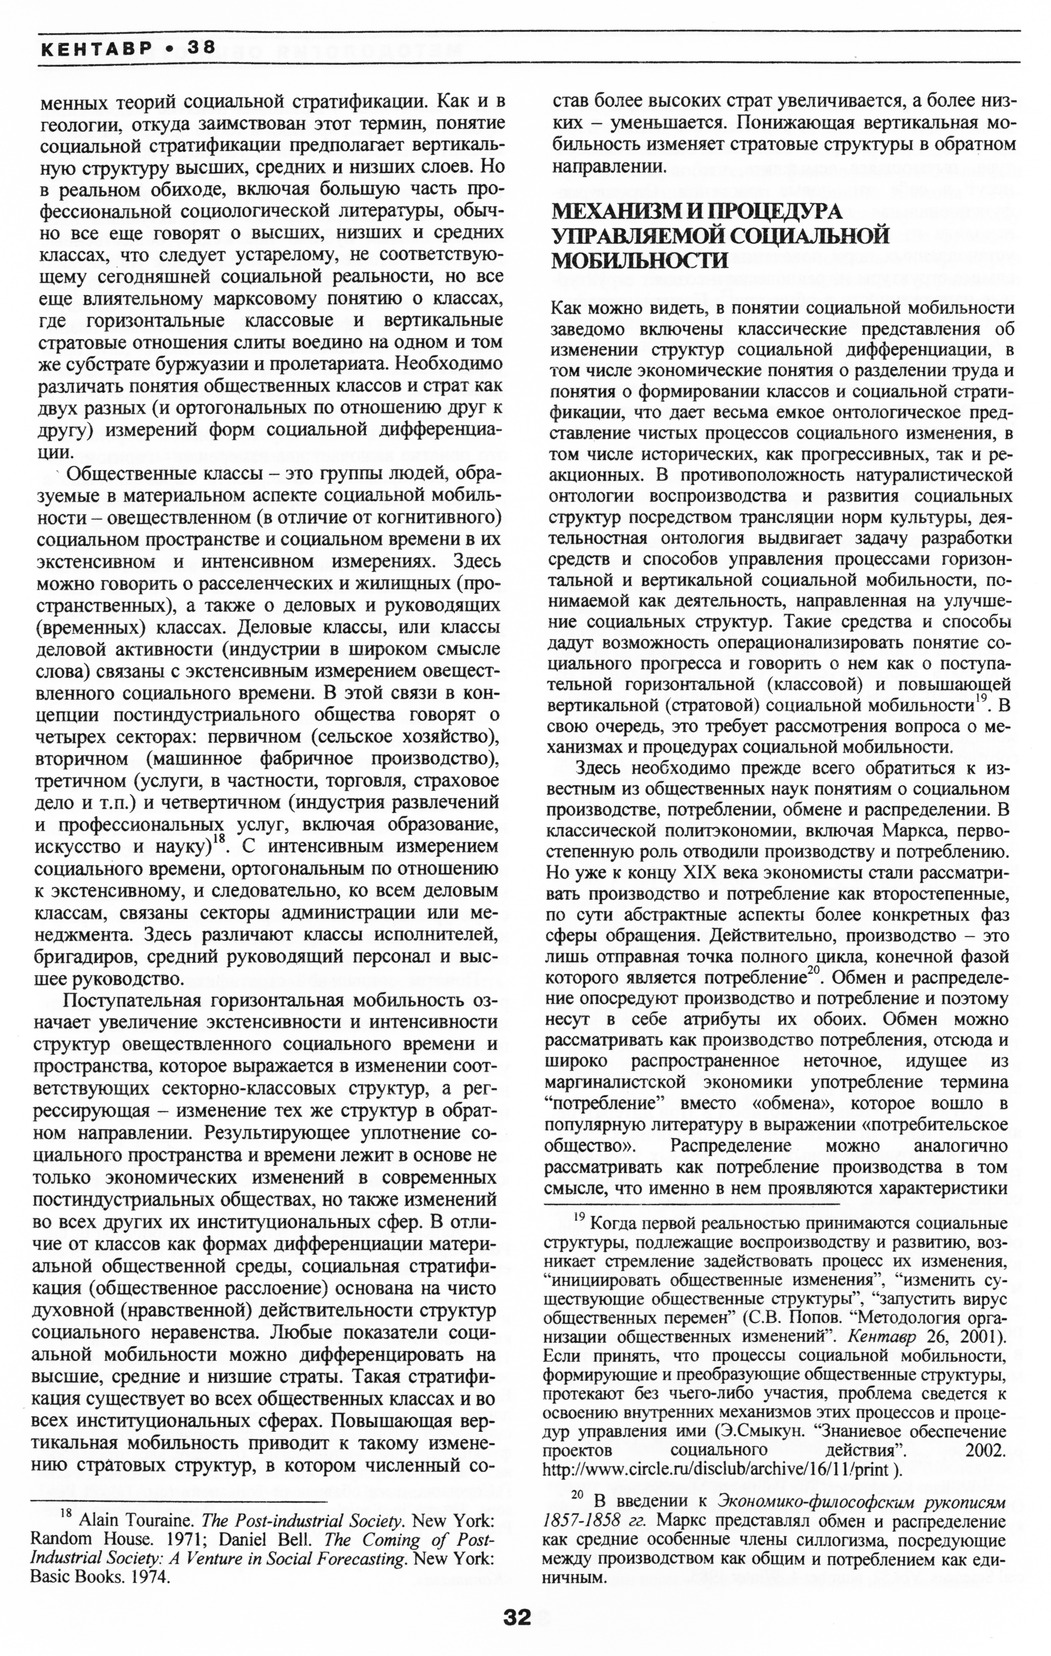 КЕНТАВР • 38
менных теорий социальной стратификации. Как и в
геологии, откуда заимствован этот термин, понятие
социальной стратификации предполагает вертикаль-
ную структуру высших, средних и низших слоев. Но
в реальном обиходе, включая большую часть про-
фессиональной социологической литературы, обыч-
но все еще говорят о высших, низших и средних
классах, что следует устарелому, не соответствую-
щему сегодняшней социальной реальности, но все
еще влиятельному марксовому понятию о классах,
где горизонтальные классовые и вертикальные
стратовые отношения слиты воедино на одном и том
же субстрате буржуазии и пролетариата. Необходимо
различать понятия общественных классов и страт как
двух разных (и ортогональных по отношению друг к
другу) измерений форм социальной дифференциа-
ции.
Общественные классы – это группы людей, обра-
зуемые в материальном аспекте социальной мобиль-
ности – овеществленном (в отличие от когнитивного)
социальном пространстве и социальном времени в их
экстенсивном и интенсивном измерениях. Здесь
можно говорить о расселенческих и жилищных (про-
странственных), а также о деловых и руководящих
(временных) классах. Деловые классы, или классы
деловой активности (индустрии в широком смысле
слова) связаны с экстенсивным измерением овещест-
вленного социального времени. В этой связи в кон-
цепции постиндустриального общества говорят о
четырех секторах: первичном (сельское хозяйство),
вторичном (машинное фабричное производство),
третичном (услуги, в частности, торговля, страховое
дело и т.п.) и четвертичном (индустрия развлечений
и профессиональных услуг, включая образование,
искусство и науку)18. С интенсивным измерением
социального времени, ортогональным по отношению
к экстенсивному, и следовательно, ко всем деловым
классам, связаны секторы администрации или ме-
неджмента. Здесь различают классы исполнителей,
бригадиров, средний руководящий персонал и выс-
шее руководство.
Поступательная горизонтальная мобильность оз-
начает увеличение экстенсивности и интенсивности
структур овеществленного социального времени и
пространства, которое выражается в изменении соот-
ветствующих секторно-классовых структур, а рег-
рессирующая – изменение тех же структур в обрат-
ном направлении. Результирующее уплотнение со-
циального пространства и времени лежит в основе не
только экономических изменений в современных
постиндустриальных обществах, но также изменений
во всех других их институциональных сфер. В отли-
чие от классов как формах дифференциации матери-
альной общественной среды, социальная стратифи-
кация (общественное расслоение) основана на чисто
духовной (нравственной) действительности структур
социального неравенства. Любые показатели соци-
альной мобильности можно дифференцировать на
высшие, средние и низшие страты. Такая стратифи-
кация существует во всех общественных классах и во
всех институциональных сферах. Повышающая вер-
тикальная мобильность приводит к такому измене-
нию стратовых структур, в котором численный со-
18 Alain Touraine. The Post-industrial Society. New York:
Random House. 1971; Daniel Bell. The Coming of Post-
Industrial Society: A Venture in Social Forecasting. New York:
Basic Books. 1974.
став более высоких страт увеличивается, а более низ-
ких – уменьшается. Понижающая вертикальная мо-
бильность изменяет стратовые структуры в обратном
направлении.
МЕХАНИЗМ И ПРОЦЕДУРА
УПРАВЛЯЕМОЙ СОЦИАЛЬНОЙ
МОБИЛЬНОСТИ
Как можно видеть, в понятии социальной мобильности
заведомо включены классические представления об
изменении структур социальной дифференциации, в
том числе экономические понятия о разделении труда и
понятия о формировании классов и социальной страти-
фикации, что дает весьма емкое онтологическое пред-
ставление чистых процессов социального изменения, в
том числе исторических, как прогрессивных, так и ре-
акционных. В противоположность натуралистической
онтологии воспроизводства и развития социальных
структур посредством трансляции норм культуры, дея-
тельностная онтология выдвигает задачу разработки
средств и способов управления процессами горизон-
тальной и вертикальной социальной мобильности, по-
нимаемой как деятельность, направленная на улучше-
ние социальных структур. Такие средства и способы
дадут возможность операционализировать понятие со-
циального прогресса и говорить о нем как о поступа-
тельной горизонтальной (классовой) и повышающей
вертикальной (стратовой) социальной мобильности19. В
свою очередь, это требует рассмотрения вопроса о ме-
ханизмах и процедурах социальной мобильности.
Здесь необходимо прежде всего обратиться к из-
вестным из общественных наук понятиям о социальном
производстве, потреблении, обмене и распределении. В
классической политэкономии, включая Маркса, перво-
степенную роль отводили производству и потреблению.
Но уже к концу XIX века экономисты стали рассматри-
вать производство и потребление как второстепенные,
по сути абстрактные аспекты более конкретных фаз
сферы обращения. Действительно, производство – это
лишь отправная точка полного цикла, конечной фазой
которого является потребление20. Обмен и распределе-
ние опосредуют производство и потребление и поэтому
несут в себе атрибуты их обоих. Обмен можно
рассматривать как производство потребления, отсюда и
широко распространенное неточное, идущее из
маргиналистской экономики употребление термина
“потребление” вместо «обмена», которое вошло в
популярную литературу в выражении «потребительское
общество». Распределение можно аналогично
рассматривать как потребление производства в том
смысле, что именно в нем проявляются характеристики
19 Когда первой реальностью принимаются социальные
структуры, подлежащие воспроизводству и развитию, воз-
никает стремление задействовать процесс их изменения,
“инициировать общественные изменения”, “изменить су-
ществующие общественные структуры”, “запустить вирус
общественных перемен” (С.В. Попов. “Методология орга-
низации общественных изменений”. Кентавр 26, 2001).
Если принять, что процессы социальной мобильности,
формирующие и преобразующие общественные структуры,
протекают без чьего-либо участия, проблема сведется к
освоению внутренних механизмов этих процессов и проце-
дур управления ими (Э.Смыкун. “Знаниевое обеспечение
проектов социального действия”. 2002.
http://www.circle.ru/disclub/archive/16/11/print ).
20 В введении к Экономико-философским рукописям
1857-1858 гг. Маркс представлял обмен и распределение
как средние особенные члены силлогизма, посредующие
между производством как общим и потреблением как еди-
ничным.
32